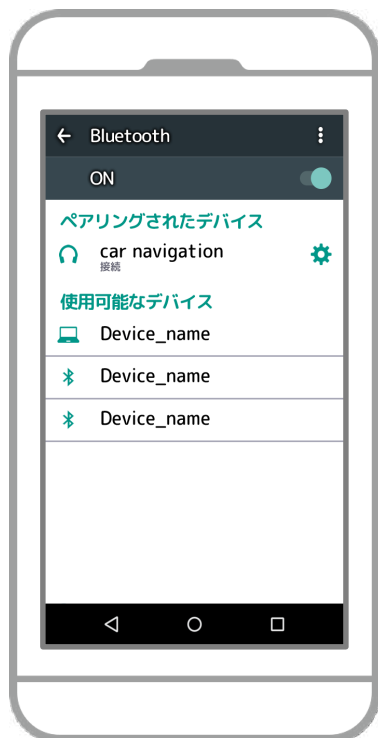 Bluetooth
ON
ペアリングされたデバイス
car navigation
接続
使用可能なデバイス
Device_name
Device_name
Device_name